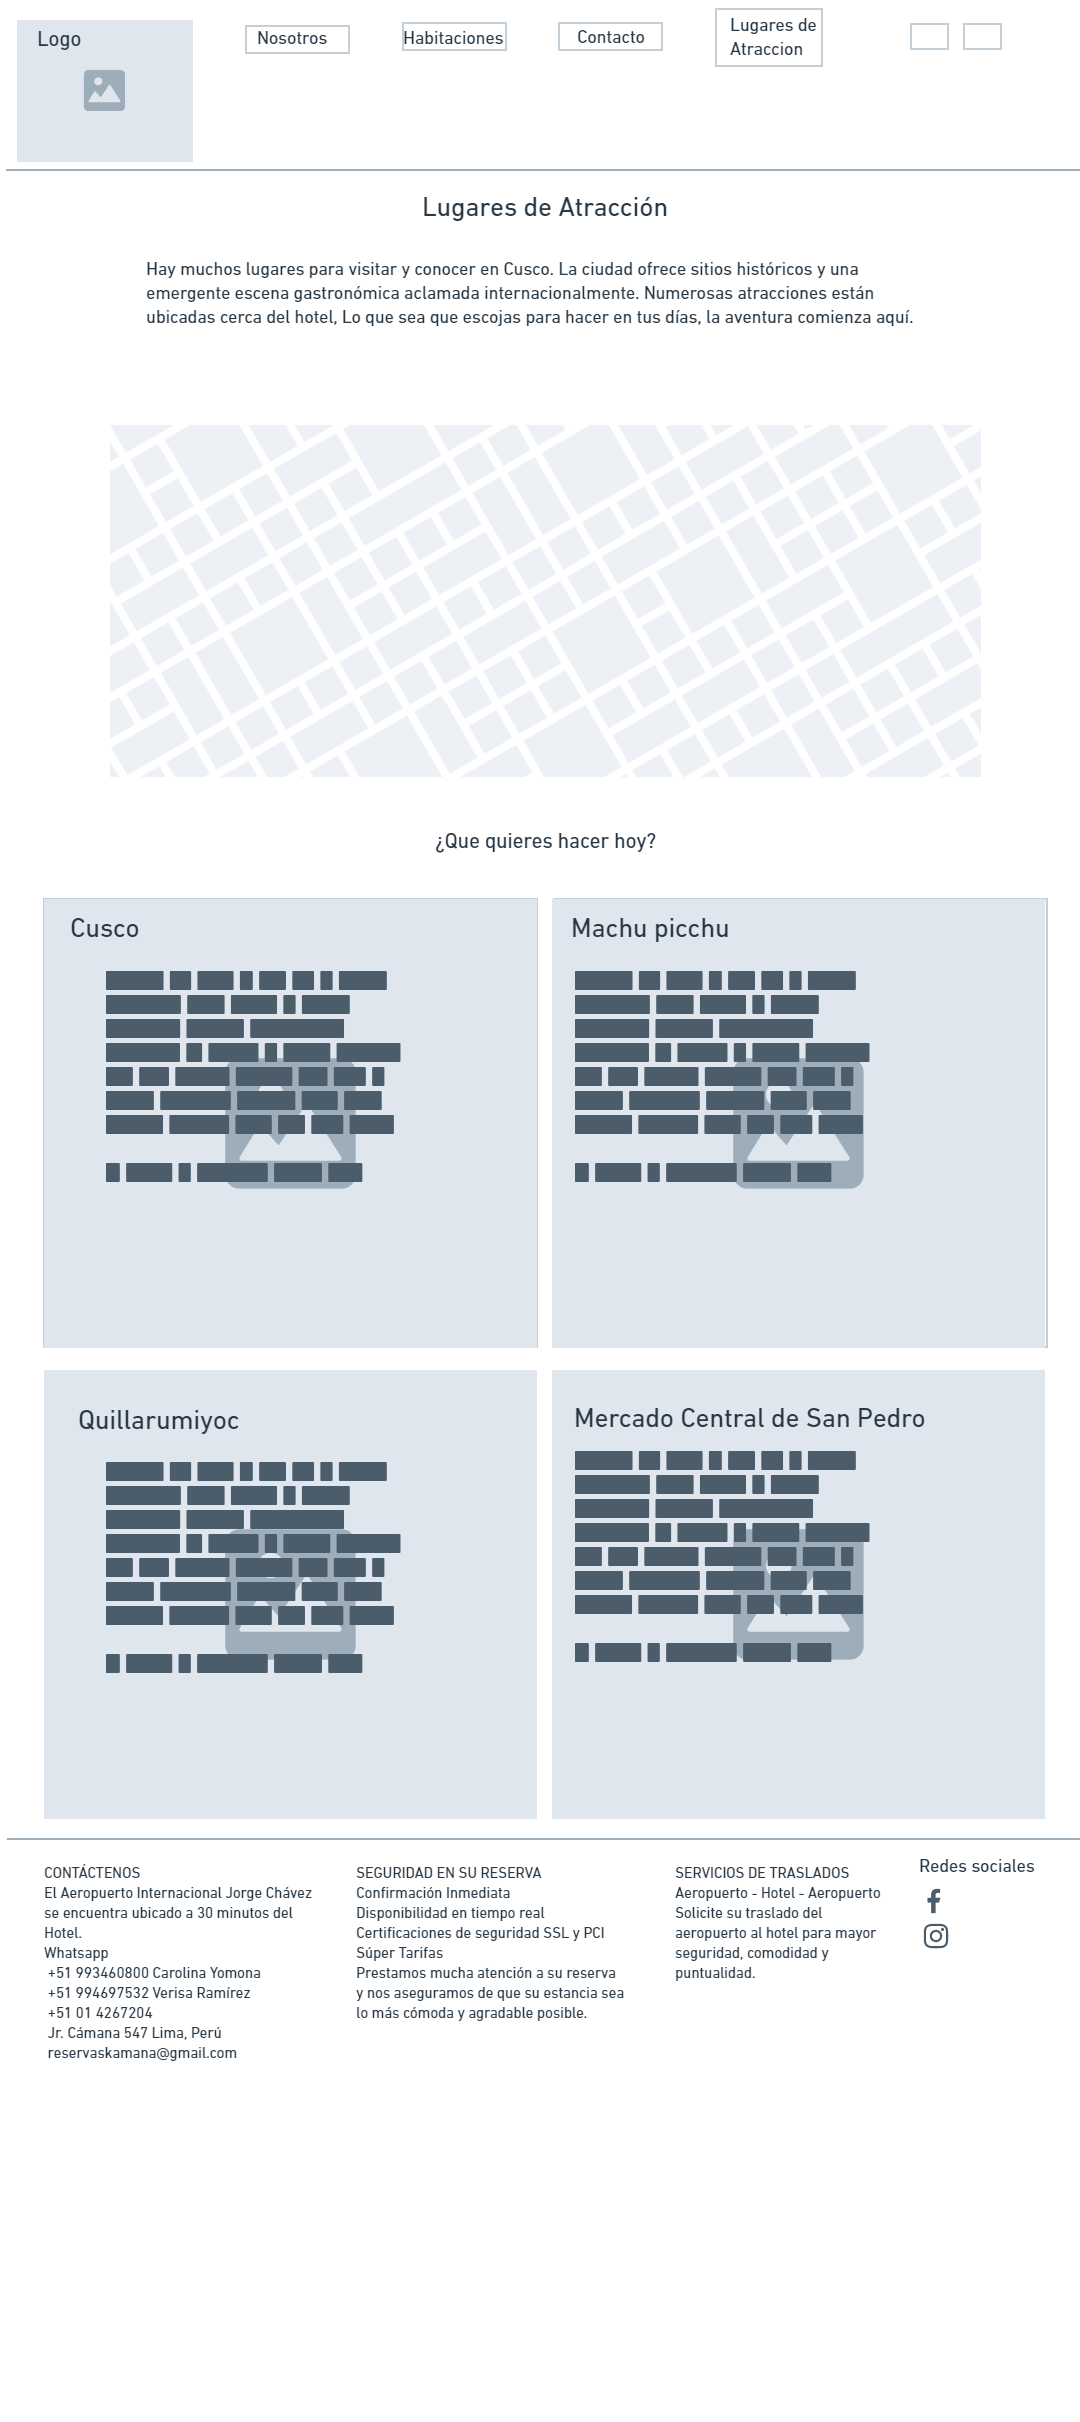 Logo
Nosotros
Habitaciones
Contacto
Lugares de
Atraccion
Lugares de Atracción
Hay muchos lugares para visitar y conocer en Cusco. La ciudad ofrece sitios históricos y una
emergente escena gastronómica aclamada internacionalmente. Numerosas atracciones están
ubicadas cerca del hotel, Lo que sea que escojas para hacer en tus días, la aventura comienza aquí.
¿Que quieres hacer hoy?
Cusco
Machu picchu
Quillarumiyoc
Mercado Central de San Pedro
CONTÁCTENOS
El Aeropuerto Internacional Jorge Chávez
se encuentra ubicado a 30 minutos del
Hotel.
Whatsapp
+51 993460800 Carolina Yomona
+51 994697532 Verisa Ramírez
+51 01 4267204
Jr. Cámana 547 Lima, Perú
reservaskamana@gmail.com
SEGURIDAD EN SU RESERVA
Confirmación Inmediata
Disponibilidad en tiempo real
Certificaciones de seguridad SSL y PCI
Súper Tarifas
Prestamos mucha atención a su reserva
y nos aseguramos de que su estancia sea
lo más cómoda y agradable posible.
SERVICIOS DE TRASLADOS
Aeropuerto - Hotel - Aeropuerto
Solicite su traslado del
aeropuerto al hotel para mayor
seguridad, comodidad y
puntualidad.
Redes sociales